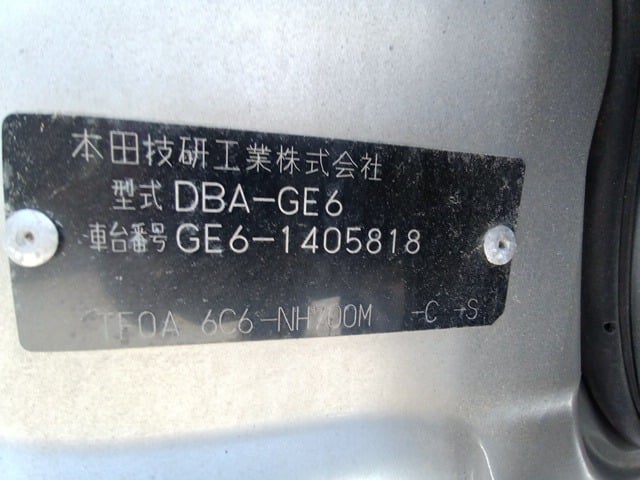 本田技研工業株式会社
型式 DBA-GE6
車台番号 GE6-1405818
TF0A 6C6-NH700M -C -S